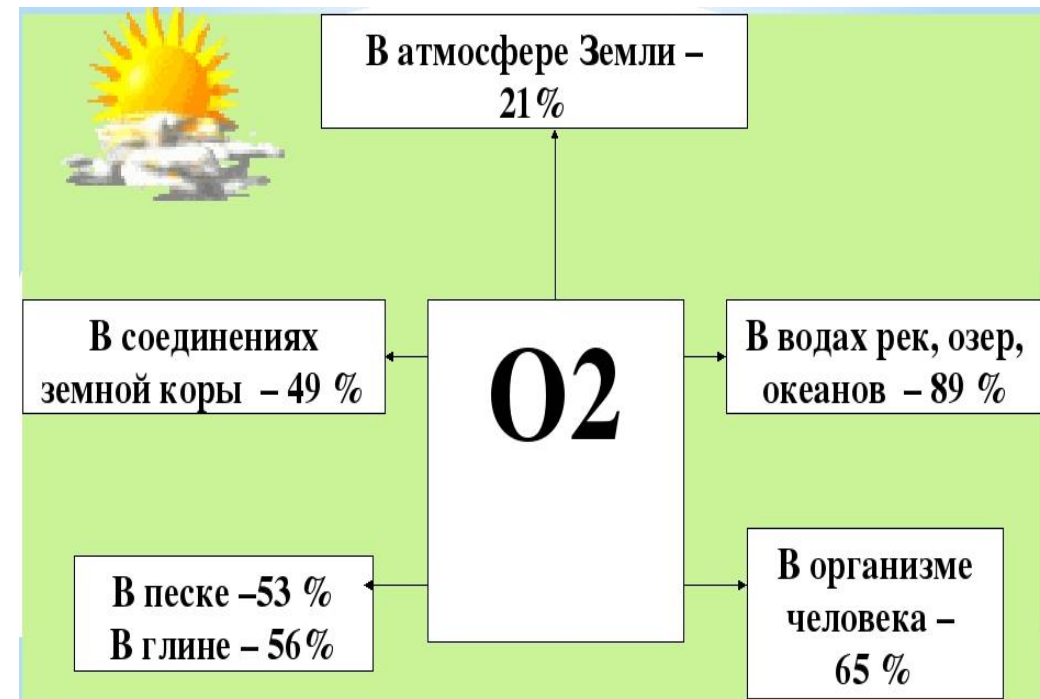 В атмосфере Земли –
21%
В соединениях
земной коры – 49 %
О2
В водах рек, озер,
океанов – 89 %
В песке –53 %
В глине – 56%
В организме
человека –
65 %